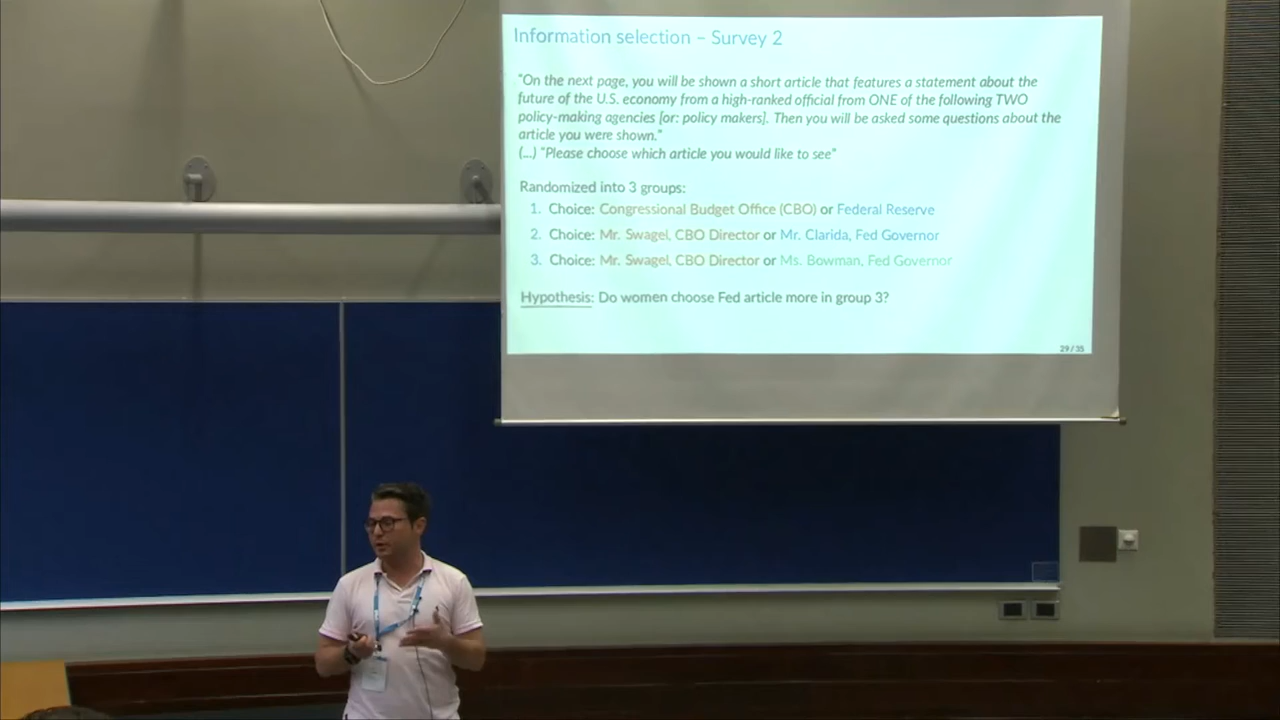 Information selection – Survey 2
"On the next page, you will be shown a short article that features a statement about the
future of the U.S. economy from a high-ranked official from ONE of the following TWO
policy-making agencies [or: policy makers]. Then you will be asked some questions about the
article you were shown."
(...) "Please choose which article you would like to see"
Randomized into 3 groups:
1. Choice: Congressional Budget Office (CBO) or Federal Reserve
2. Choice: Mr. Swagel, CBO Director or Mr. Clarida, Fed Governor
3. Choice: Mr. Swagel, CBO Director or Ms. Bowman, Fed Governor
Hypothesis: Do women choose Fed article more in group 3?
29 / 35